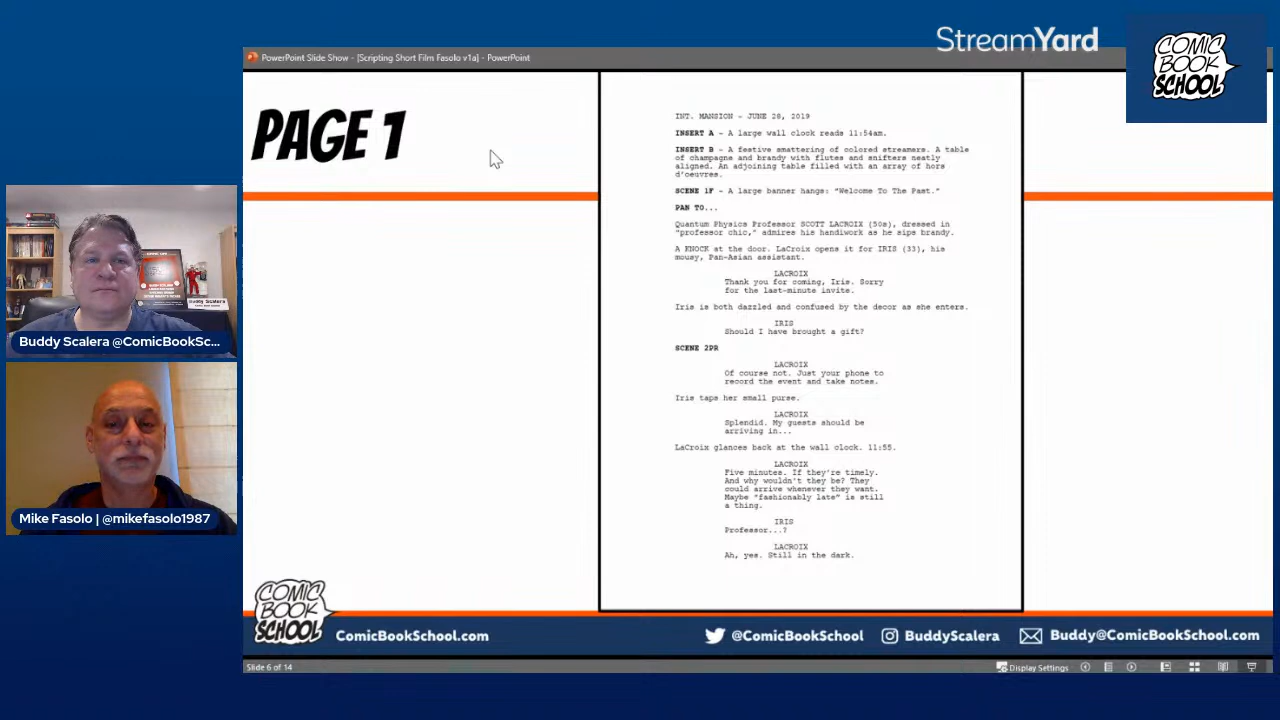 StreamYard
COMIC
BOOK
SCHOOL
PowerPoint Slide Show - [Scripting Short Film Fasolo v1a] - PowerPoint
PAGE 1
INT. MANSION - JUNE 28, 2019
INSERT A - A large wall clock reads 11:54am.
INSERT B - A festive smattering of colored streamers. A table
of champagne and brandy with flutes and snifters neatly
aligned. An adjoining table filled with an array of hors
d'oeuvres.
SCENE 1F - A large banner hangs: "Welcome To The Past."
PAN TO...
Quantum Physics Professor SCOTT LACROIX (50s), dressed in
"professor chic," admires his handiwork as he sips brandy.
A KNOCK at the door. LaCroix opens it for IRIS (33), his
mousy, Pan-Asian assistant.
LACROIX
Thank you for coming, Iris. Sorry
for the last-minute invite.
Iris is both dazzled and confused by the decor as she enters.
IRIS
Should I have brought a gift?
SCENE 2PR
LACROIX
Of course not. Just your phone to
record the event and take notes.
Iris taps her small purse.
LACROIX
Splendid. My guests should be
arriving in...
LaCroix glances back at the wall clock. 11:55.
LACROIX
Five minutes. If they're timely.
And why wouldn't they be? They
could arrive whenever they want.
Maybe "fashionably late" is still
a thing.
IRIS
Professor...?
LACROIX
Ah, yes. Still in the dark.
Buddy Scalera
Buddy Scalera @ComicBookSc...
Mike Fasolo | @mikefasolo1987
COMIC
BOOK
SCHOOL
ComicBookSchool.com
@ComicBookSchool
BuddyScalera
Buddy@ComicBookSchool.com
Slide 6 of 14
Display Settings